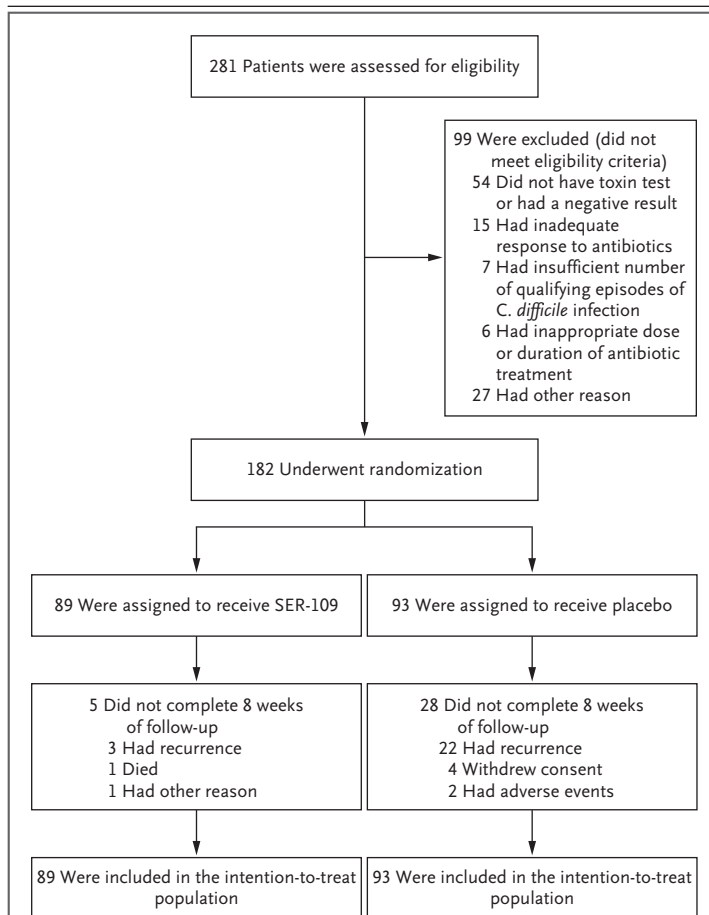 281 Patients were assessed for eligibility
99 Were excluded (did not
meet eligibility criteria)
54 Did not have toxin test
or had a negative result
15 Had inadequate
response to antibiotics
7 Had insufficient number
of qualifying episodes of
C. difficile infection
6 Had inappropriate dose
or duration of antibiotic
treatment
27 Had other reason
182 Underwent randomization
89 Were assigned to receive SER-109
93 Were assigned to receive placebo
5 Did not complete 8 weeks
of follow-up
3 Had recurrence
1 Died
1 Had other reason
28 Did not complete 8 weeks
of follow-up
22 Had recurrence
4 Withdrew consent
2 Had adverse events
89 Were included in the intention-to-treat
population
93 Were included in the intention-to-treat
population